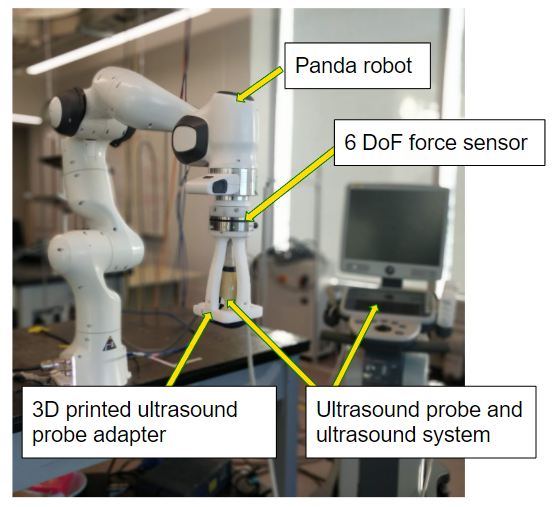 Panda robot
6 DoF force sensor
3D printed ultrasound
probe adapter
Ultrasound probe and
ultrasound system